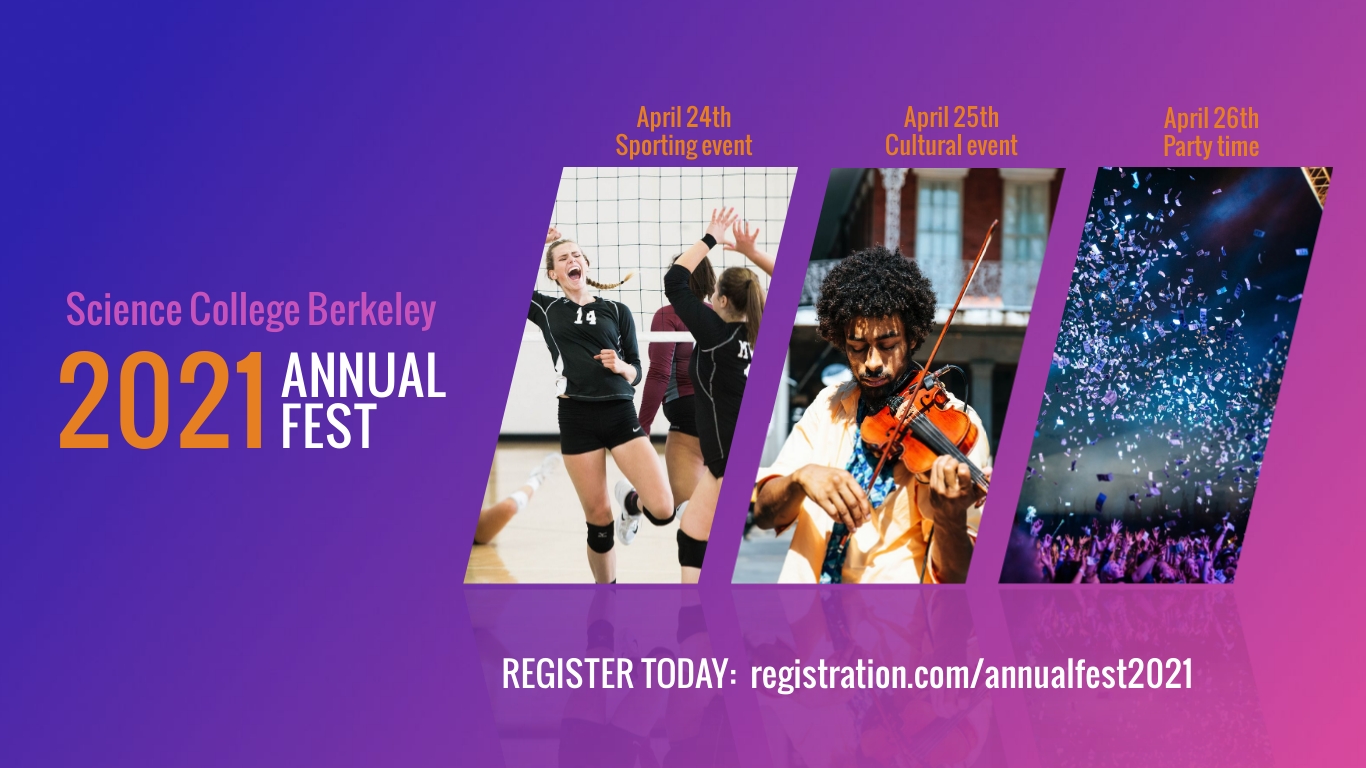 Science College Berkeley
2021 ANNUAL
FEST
April 24th
Sporting event
April 25th
Cultural event
April 26th
Party time
14
REGISTER TODAY: registration.com/annualfest2021